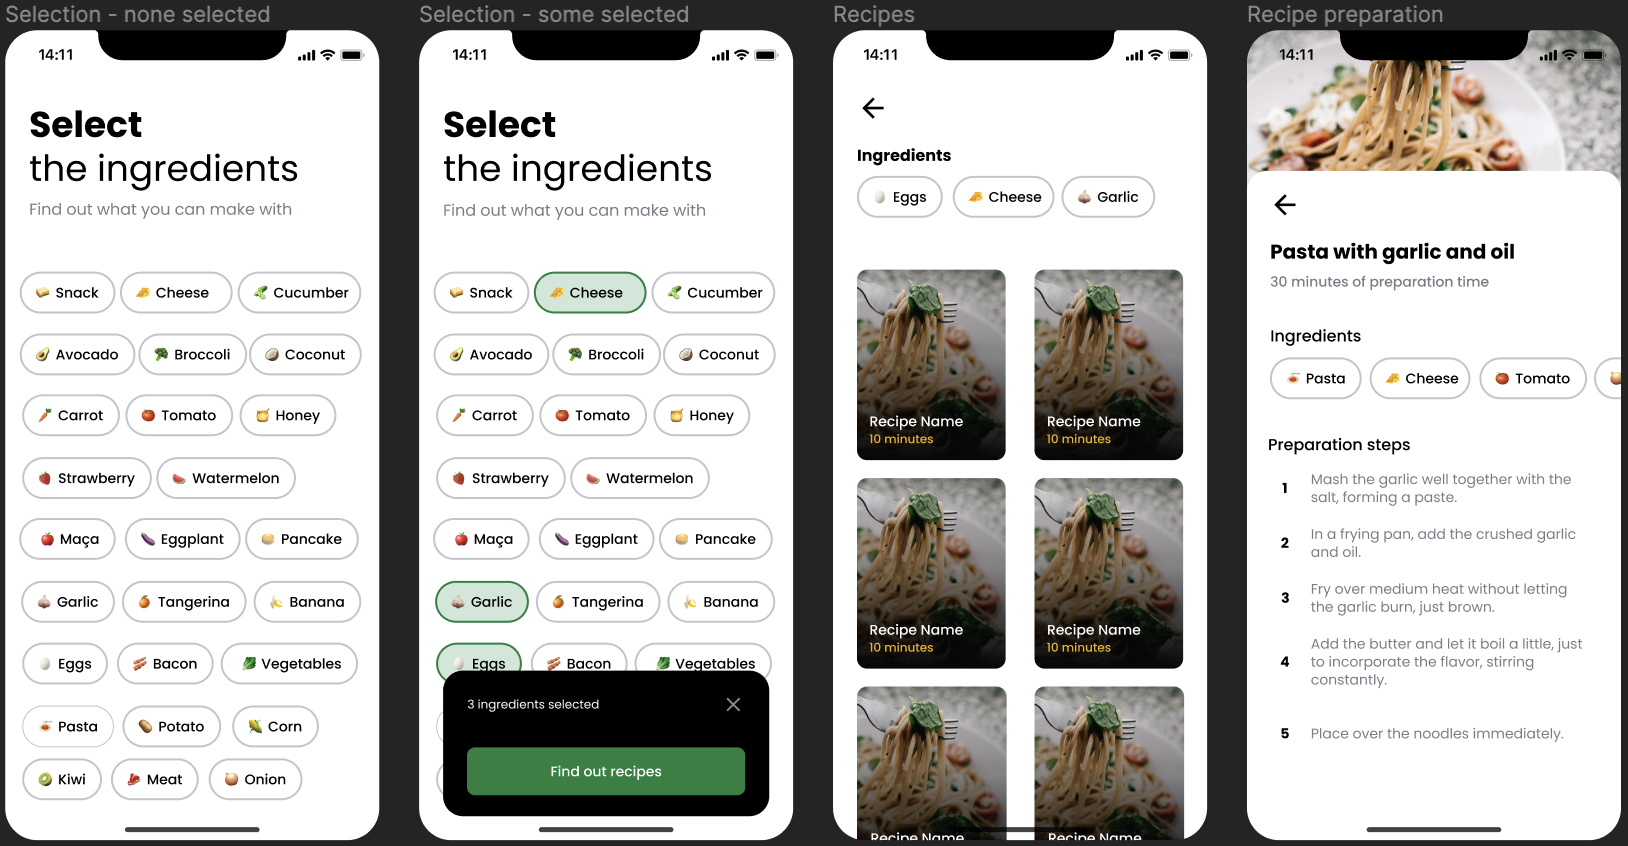 Selection - none selected
14:11
Select
the ingredients
Find out what you can make with
Snack
Cheese
Cucumber
Avocado
Broccoli
Coconut
Carrot
Tomato
Honey
Strawberry
Watermelon
Maça
Eggplant
Pancake
Garlic
Tangerina
Banana
Eggs
Bacon
Vegetables
Pasta
Potato
Corn
Kiwi
Meat
Onion
Selection - some selected
14:11
Select
the ingredients
Find out what you can make with
Snack
Cheese
Cucumber
Avocado
Broccoli
Coconut
Carrot
Tomato
Honey
Strawberry
Watermelon
Maça
Eggplant
Pancake
Garlic
Tangerina
Banana
Eggs
Bacon
Vegetables
3 ingredients selected
Find out recipes
Recipes
14:11
Ingredients
Eggs
Cheese
Garlic
Recipe Name
10 minutes
Recipe Name
10 minutes
Recipe Name
10 minutes
Recipe Name
10 minutes
Recipe Name
Recipe Name
Recipe preparation
14:11
Pasta with garlic and oil
30 minutes of preparation time
Ingredients
Pasta
Cheese
Tomato
Preparation steps
1
Mash the garlic well together with the
salt, forming a paste.
2
In a frying pan, add the crushed garlic
and oil.
3
Fry over medium heat without letting
the garlic burn, just brown.
4
Add the butter and let it boil a little, just
to incorporate the flavor, stirring
constantly.
5
Place over the noodles immediately.